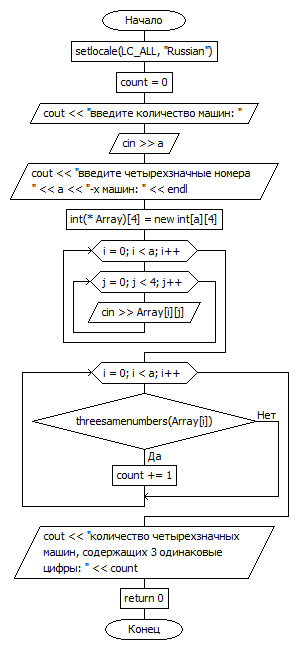 Начало
setlocale(LC_ALL, "Russian")
count = 0
cout << "введите количество машин: "
cin >> a
cout << "введите четырехзначные номера
" << a << "-х машин: " << endl
int(* Array)[4] = new int[a][4]
i = 0; i < a; i++
j = 0; j < 4; j++
cin >> Array[i][j]
i = 0; i < a; i++
threesamenumbers(Array[i])
Нет
Да
count += 1
cout << "количество четырехзначных
машин, содержащих 3 одинаковые
цифры: " << count
return 0
Конец